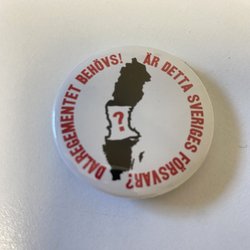 DALREGEMENTET BEHÖVS!
ÄR DETTA SVERIGES FÖRSVAR?
?